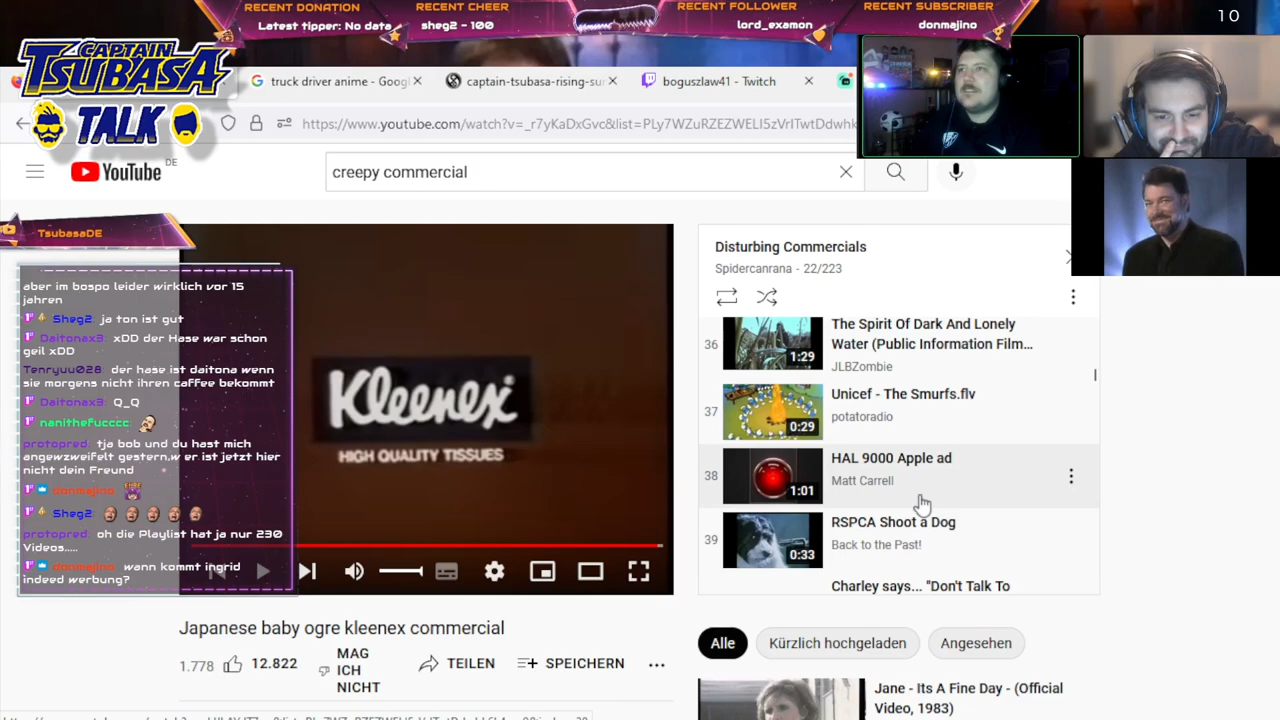 RECENT DONATION
Latest tipper: No data
RECENT CHEER
sheg2 - 100
RECENT FOLLOWER
lord_examon
RECENT SUBSCRIBER
donmajino
10
CAPTAIN
TSUBASA
TALK
truck driver anime - Goog
captain-tsubasa-rising-su
boguszlaw41 - Twitch
https://www.youtube.com/watch?v=_r7yKaDxGvc&list=PLy7WZuRZEZWELI5zVrITwtDdwhk
YouTube DE
creepy commercial
TsubasaDE
aber im bospo leider wirklich vor 15
jahren
Sheg2: ja ton ist gut
Daitonax3: xDD der Hase war schon
geil xDD
Tenryuu028: der hase ist daitona wenn
sie morgens nicht ihren caffee bekommt
Daitonax3: Q_Q
nanithefucccc:
protopred: tja bob und du hast mich
angwzweifelt gestern,w er ist jetzt hier
nicht dein Freund
donmajino:
Sheg2:
protopred: oh die Playlist hat ja nur 230
Videos.....
donmajino: wann kommt ingrid
indeed werbung?
Kleenex
HIGH QUALITY TISSUES
Japanese baby ogre kleenex commercial
1.778
12.822
MAG
ICH
NICHT
TEILEN
SPEICHERN
Disturbing Commercials
Spidercanrana - 22/223
36
1:29
The Spirit Of Dark And Lonely
Water (Public Information Film...
JLBZombie
37
0:29
Unicef - The Smurfs.flv
potatoradio
38
1:01
HAL 9000 Apple ad
Matt Carrell
39
0:33
RSPCA Shoot a Dog
Back to the Past!
Charley says... "Don't Talk To
Alle
Kürzlich hochgeladen
Angesehen
Jane - Its A Fine Day - (Official
Video, 1983)